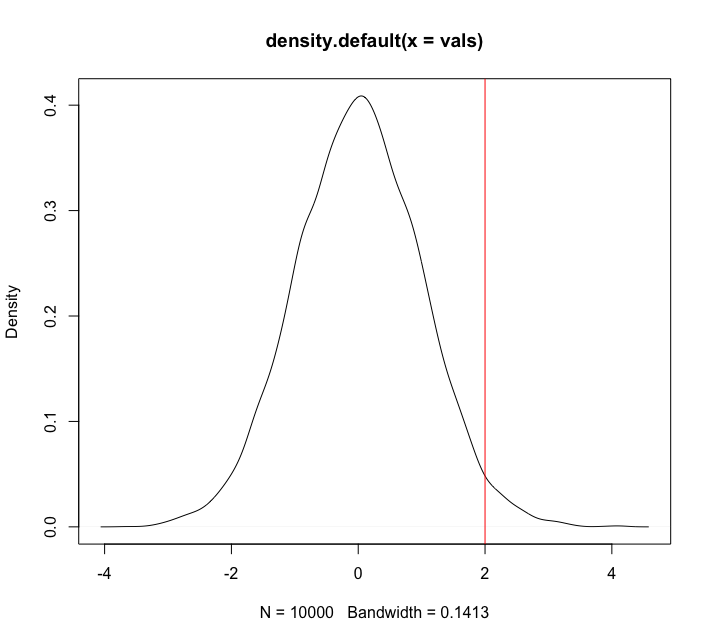 density.default(x = vals)
0.4
0.3
0.2
0.1
0.0
Density
-4 -2 0 2 4
N = 10000 Bandwidth = 0.1413